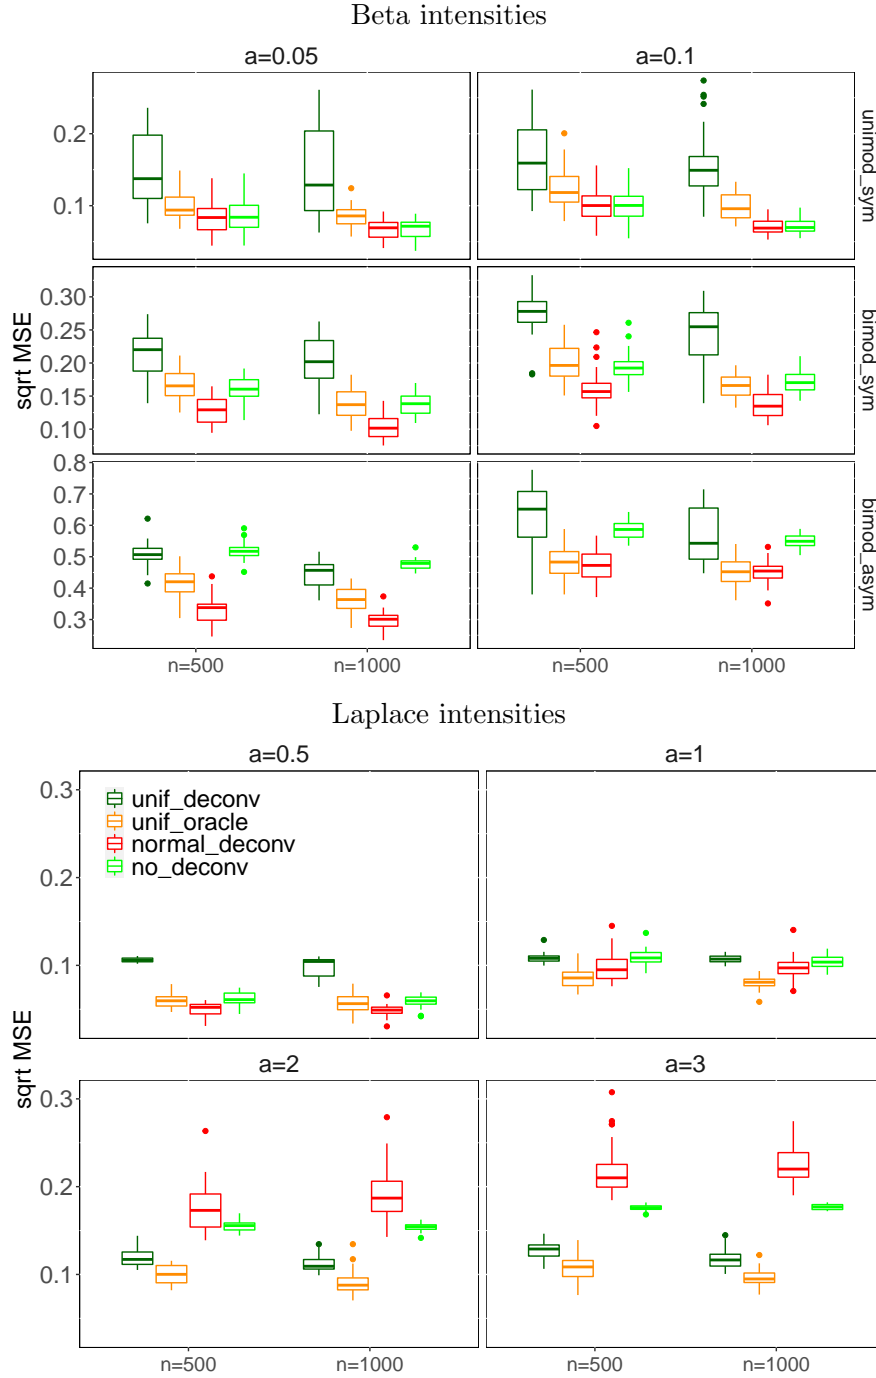 Beta intensities
a=0.05 a=0.1
0.2
0.1
unimod_sym
0.30
0.25
0.20
0.15
0.10
bimod_sym
sqrt MSE
0.8
0.7
0.6
0.5
0.4
0.3
bimod_asym
n=500 n=1000 n=500 n=1000
Laplace intensities
a=0.5 a=1
0.3
0.2
0.1
unif_deconv
unif_oracle
normal_deconv
no_deconv
sqrt MSE
a=2 a=3
0.3
0.2
0.1
n=500 n=1000 n=500 n=1000